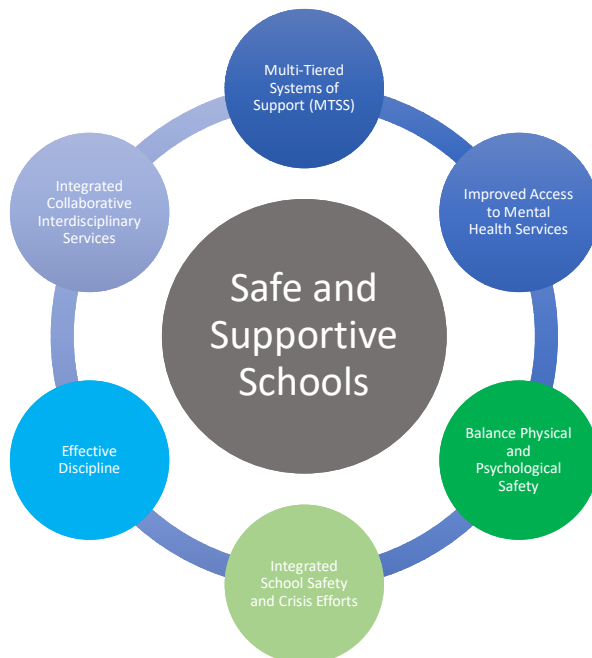 Multi-Tiered
Systems of
Support (MTSS)
Improved Access
to Mental
Health Services
Balance Physical
and
Psychological
Safety
Integrated
School Safety
and Crisis Efforts
Effective
Discipline
Integrated
Collaborative
Interdisciplinary
Services
Safe and
Supportive
Schools